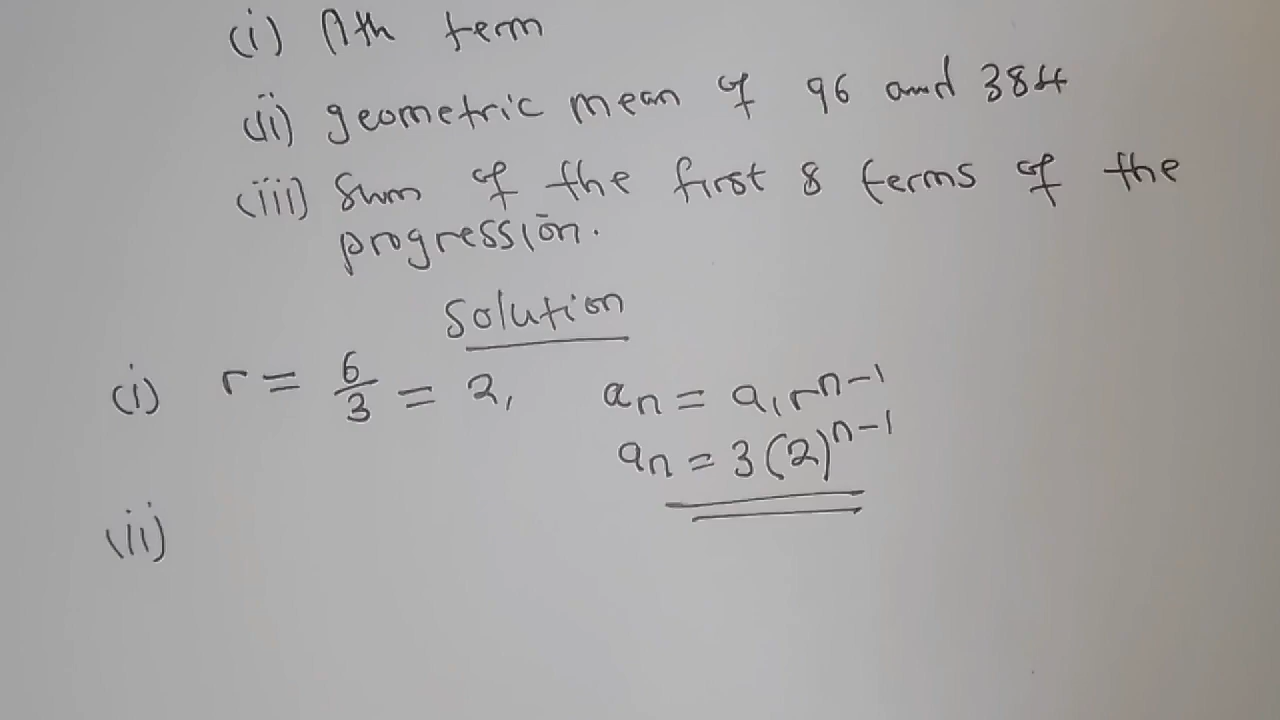 (i) nth term
(ii) geometric mean of 96 and 384
(iii) Sum of the first 8 terms of the
progression.
Solution
(i) r = 6/3 = 2, aₙ = a₁rⁿ⁻¹
aₙ = 3(2)ⁿ⁻¹
(ii)